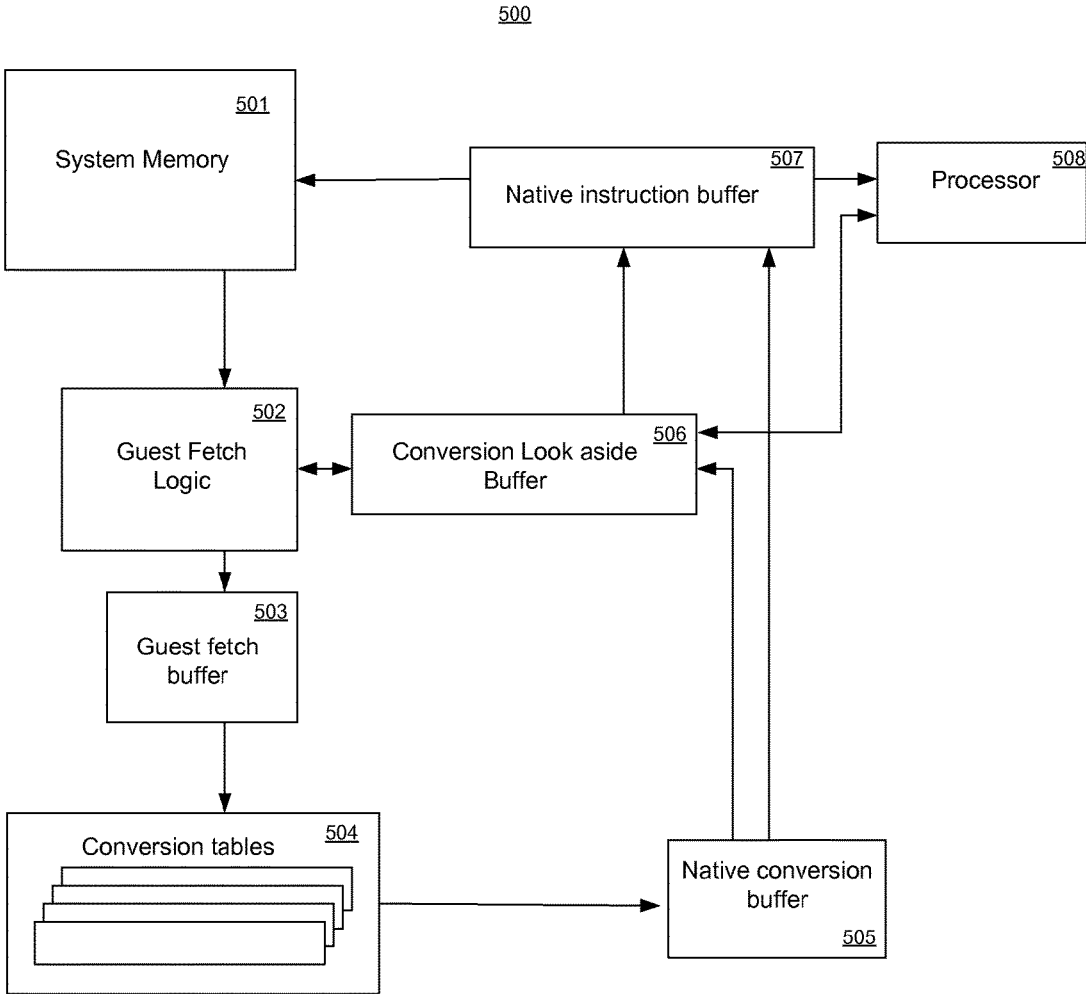 500
501
System Memory
507
Native instruction buffer
508
Processor
502
Guest Fetch
Logic
506
Conversion Look aside
Buffer
503
Guest fetch
buffer
504
Conversion tables
Native conversion
buffer
505